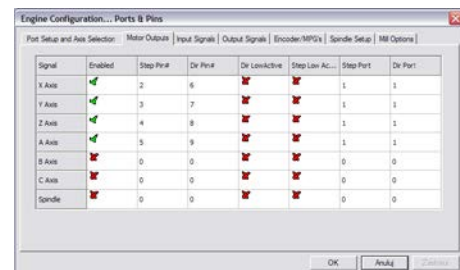 Engine Configuration... Ports & Pins
Port Setup and Axis Selection Motor Outputs Input Signals Output Signals Encoder/MPG's Spindle Setup Mill Options
Signal Enabled Step Pin# Dir Pin# Dir LowActive Step Low Ac... Step Port Dir Port
X Axis 2 6 1 1
Y Axis 3 7 1 1
Z Axis 4 8 1 1
A Axis 5 9 1 1
B Axis 0 0 0 0
C Axis 0 0 0 0
Spindle 0 0 0 0
OK Anuluj